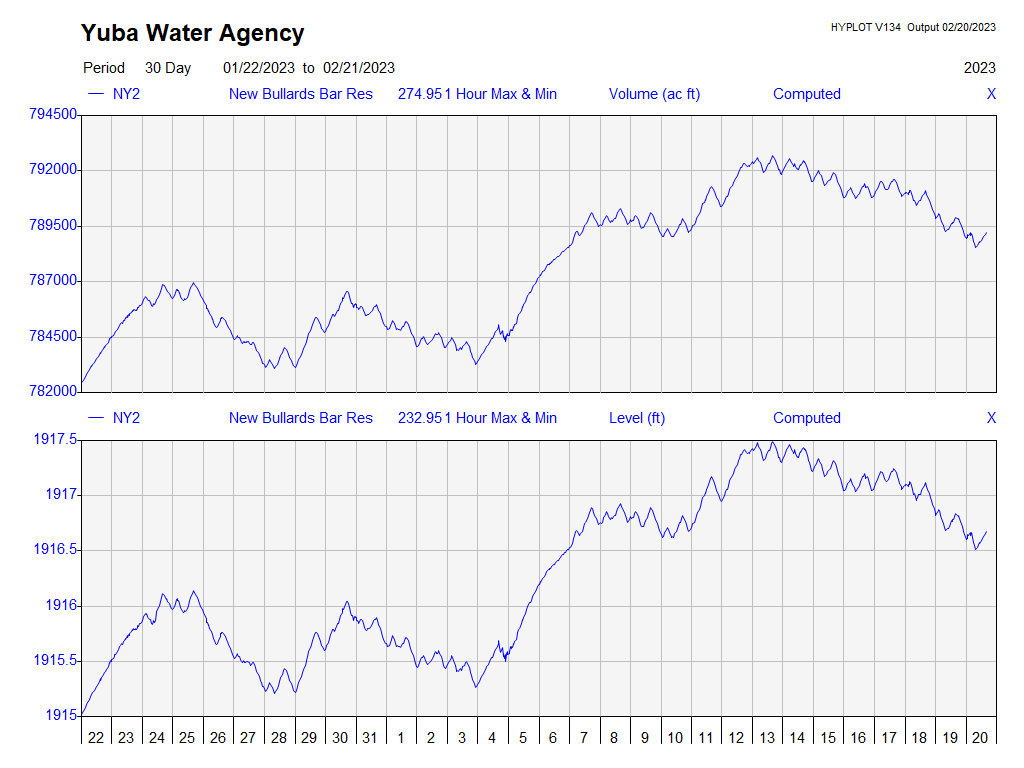 Yuba Water Agency
HYPLOT V134 Output 02/20/2023
Period 30 Day 01/22/2023 to 02/21/2023 2023
NY2 New Bullards Bar Res 274.95 1 Hour Max & Min Volume (ac ft) Computed X
794500
792000
789500
787000
784500
782000
NY2 New Bullards Bar Res 232.95 1 Hour Max & Min Level (ft) Computed X
1917.5
1917
1916.5
1916
1915.5
1915
22 23 24 25 26 27 28 29 30 31 1 2 3 4 5 6 7 8 9 10 11 12 13 14 15 16 17 18 19 20